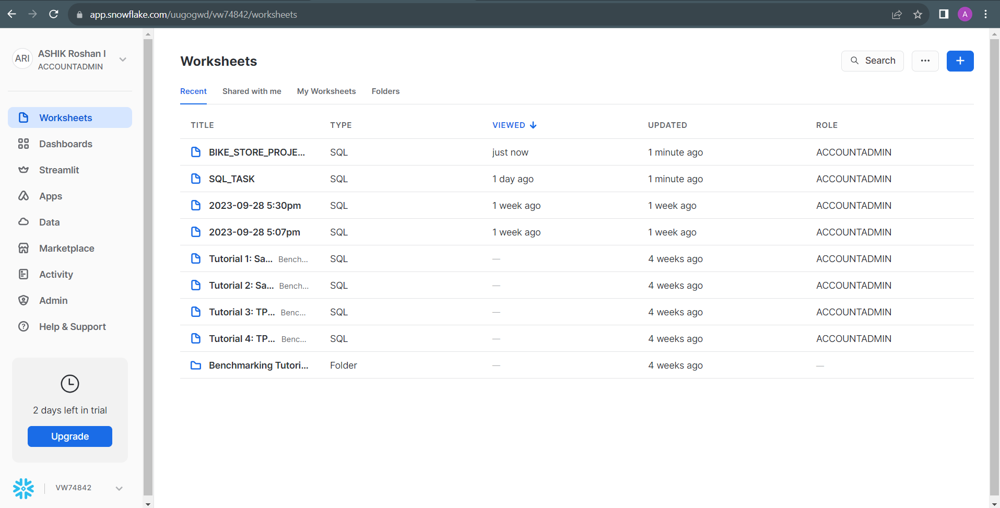 app.snowflake.com/uugogwd/vw74842/worksheets
A
ARI
ASHIK Roshan I
ACCOUNTADMIN
Worksheets
Dashboards
Streamlit
Apps
Data
Marketplace
Activity
Admin
Help & Support
2 days left in trial
Upgrade
VW74842
Worksheets
Search
Recent Shared with me My Worksheets Folders
TITLE TYPE VIEWED UPDATED ROLE
BIKE_STORE_PROJE... SQL just now 1 minute ago ACCOUNTADMIN
SQL_TASK SQL 1 day ago 1 minute ago ACCOUNTADMIN
2023-09-28 5:30pm SQL 1 week ago 1 week ago ACCOUNTADMIN
2023-09-28 5:07pm SQL 1 week ago 1 week ago ACCOUNTADMIN
Tutorial 1: Sa... Bench... SQL — 4 weeks ago ACCOUNTADMIN
Tutorial 2: Sa... Bench... SQL — 4 weeks ago ACCOUNTADMIN
Tutorial 3: TP... Benc... SQL — 4 weeks ago ACCOUNTADMIN
Tutorial 4: TP... Benc... SQL — 4 weeks ago ACCOUNTADMIN
Benchmarking Tutori... Folder — 4 weeks ago —